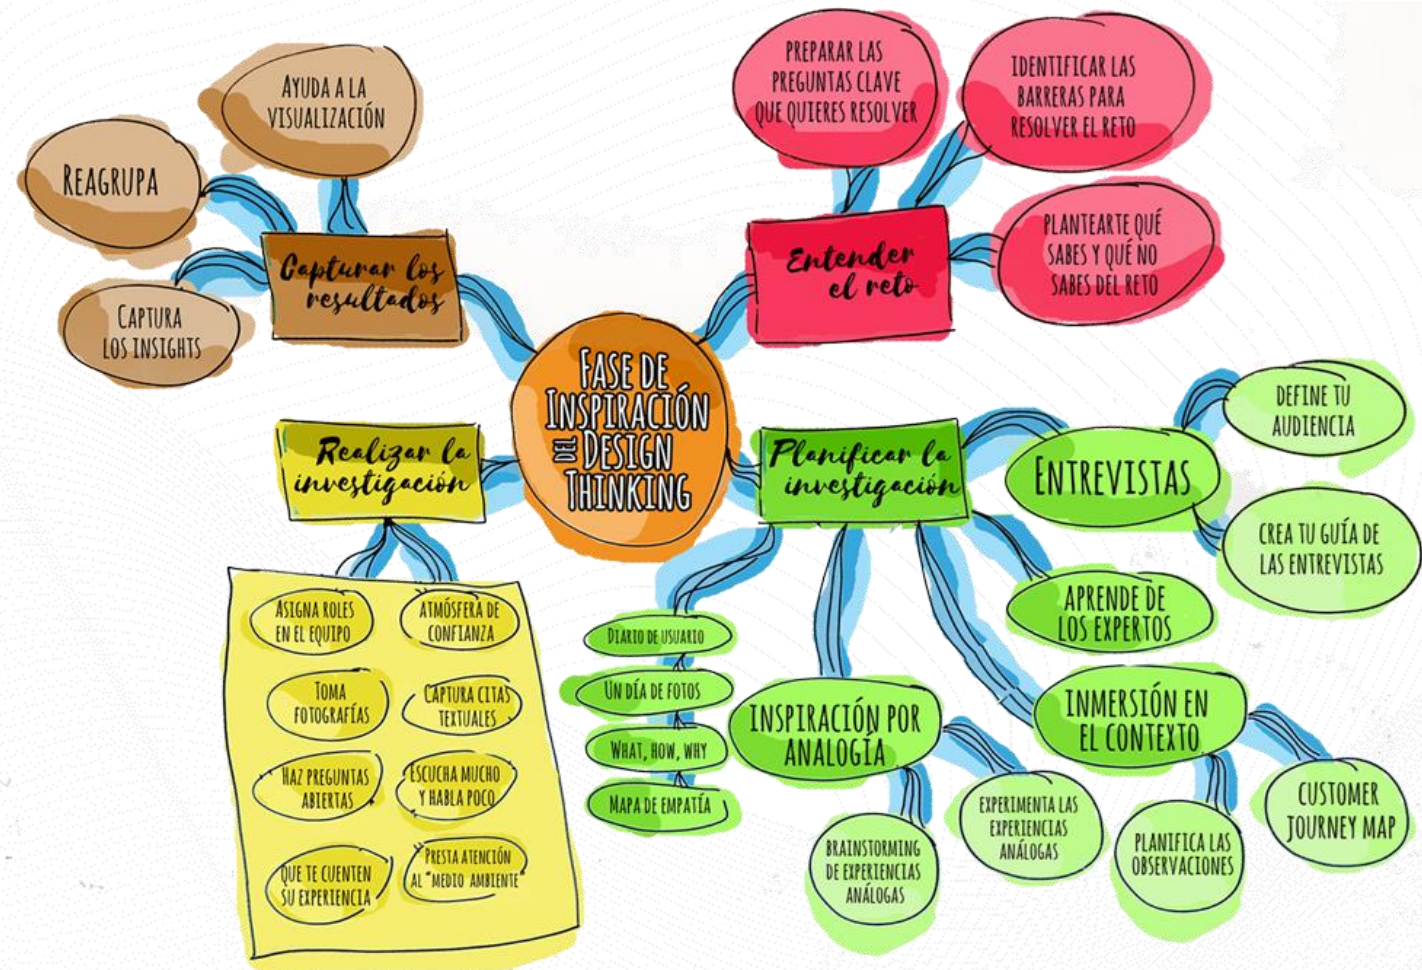 AYUDA A LA
VISUALIZACIÓN
REAGRUPA
CAPTURA
LOS INSIGHTS
Capturar los
resultados
PREPARAR LAS
PREGUNTAS CLAVE
QUE QUIERES RESOLVER
IDENTIFICAR LAS
BARRERAS PARA
RESOLVER EL RETO
PLANTEARTE QUÉ
SABES Y QUÉ NO
SABES DEL RETO
Entender
el reto
FASE DE
INSPIRACIÓN
DEL DESIGN
THINKING
Realizar la
investigación
ASIGNA ROLES
EN EL EQUIPO
ATMÓSFERA DE
CONFIANZA
TOMA
FOTOGRAFÍAS
CAPTURA CITAS
TEXTUALES
HAZ PREGUNTAS
ABIERTAS
ESCUCHA MUCHO
Y HABLA POCO
QUE TE CUENTEN
SU EXPERIENCIA
PRESTA ATENCIÓN
AL "MEDIO AMBIENTE"
Planificar la
investigación
ENTREVISTAS
DEFINE TU
AUDIENCIA
CREA TU GUÍA DE
LAS ENTREVISTAS
APRENDE DE
LOS EXPERTOS
INMERSIÓN EN
EL CONTEXTO
CUSTOMER
JOURNEY MAP
PLANIFICA LAS
OBSERVACIONES
INSPIRACIÓN POR
ANALOGÍA
EXPERIMENTA LAS
EXPERIENCIAS
ANÁLOGAS
BRAINSTORMING
DE EXPERIENCIAS
ANÁLOGAS
DIARIO DE USUARIO
UN DÍA DE FOTOS
WHAT, HOW, WHY
MAPA DE EMPATÍA